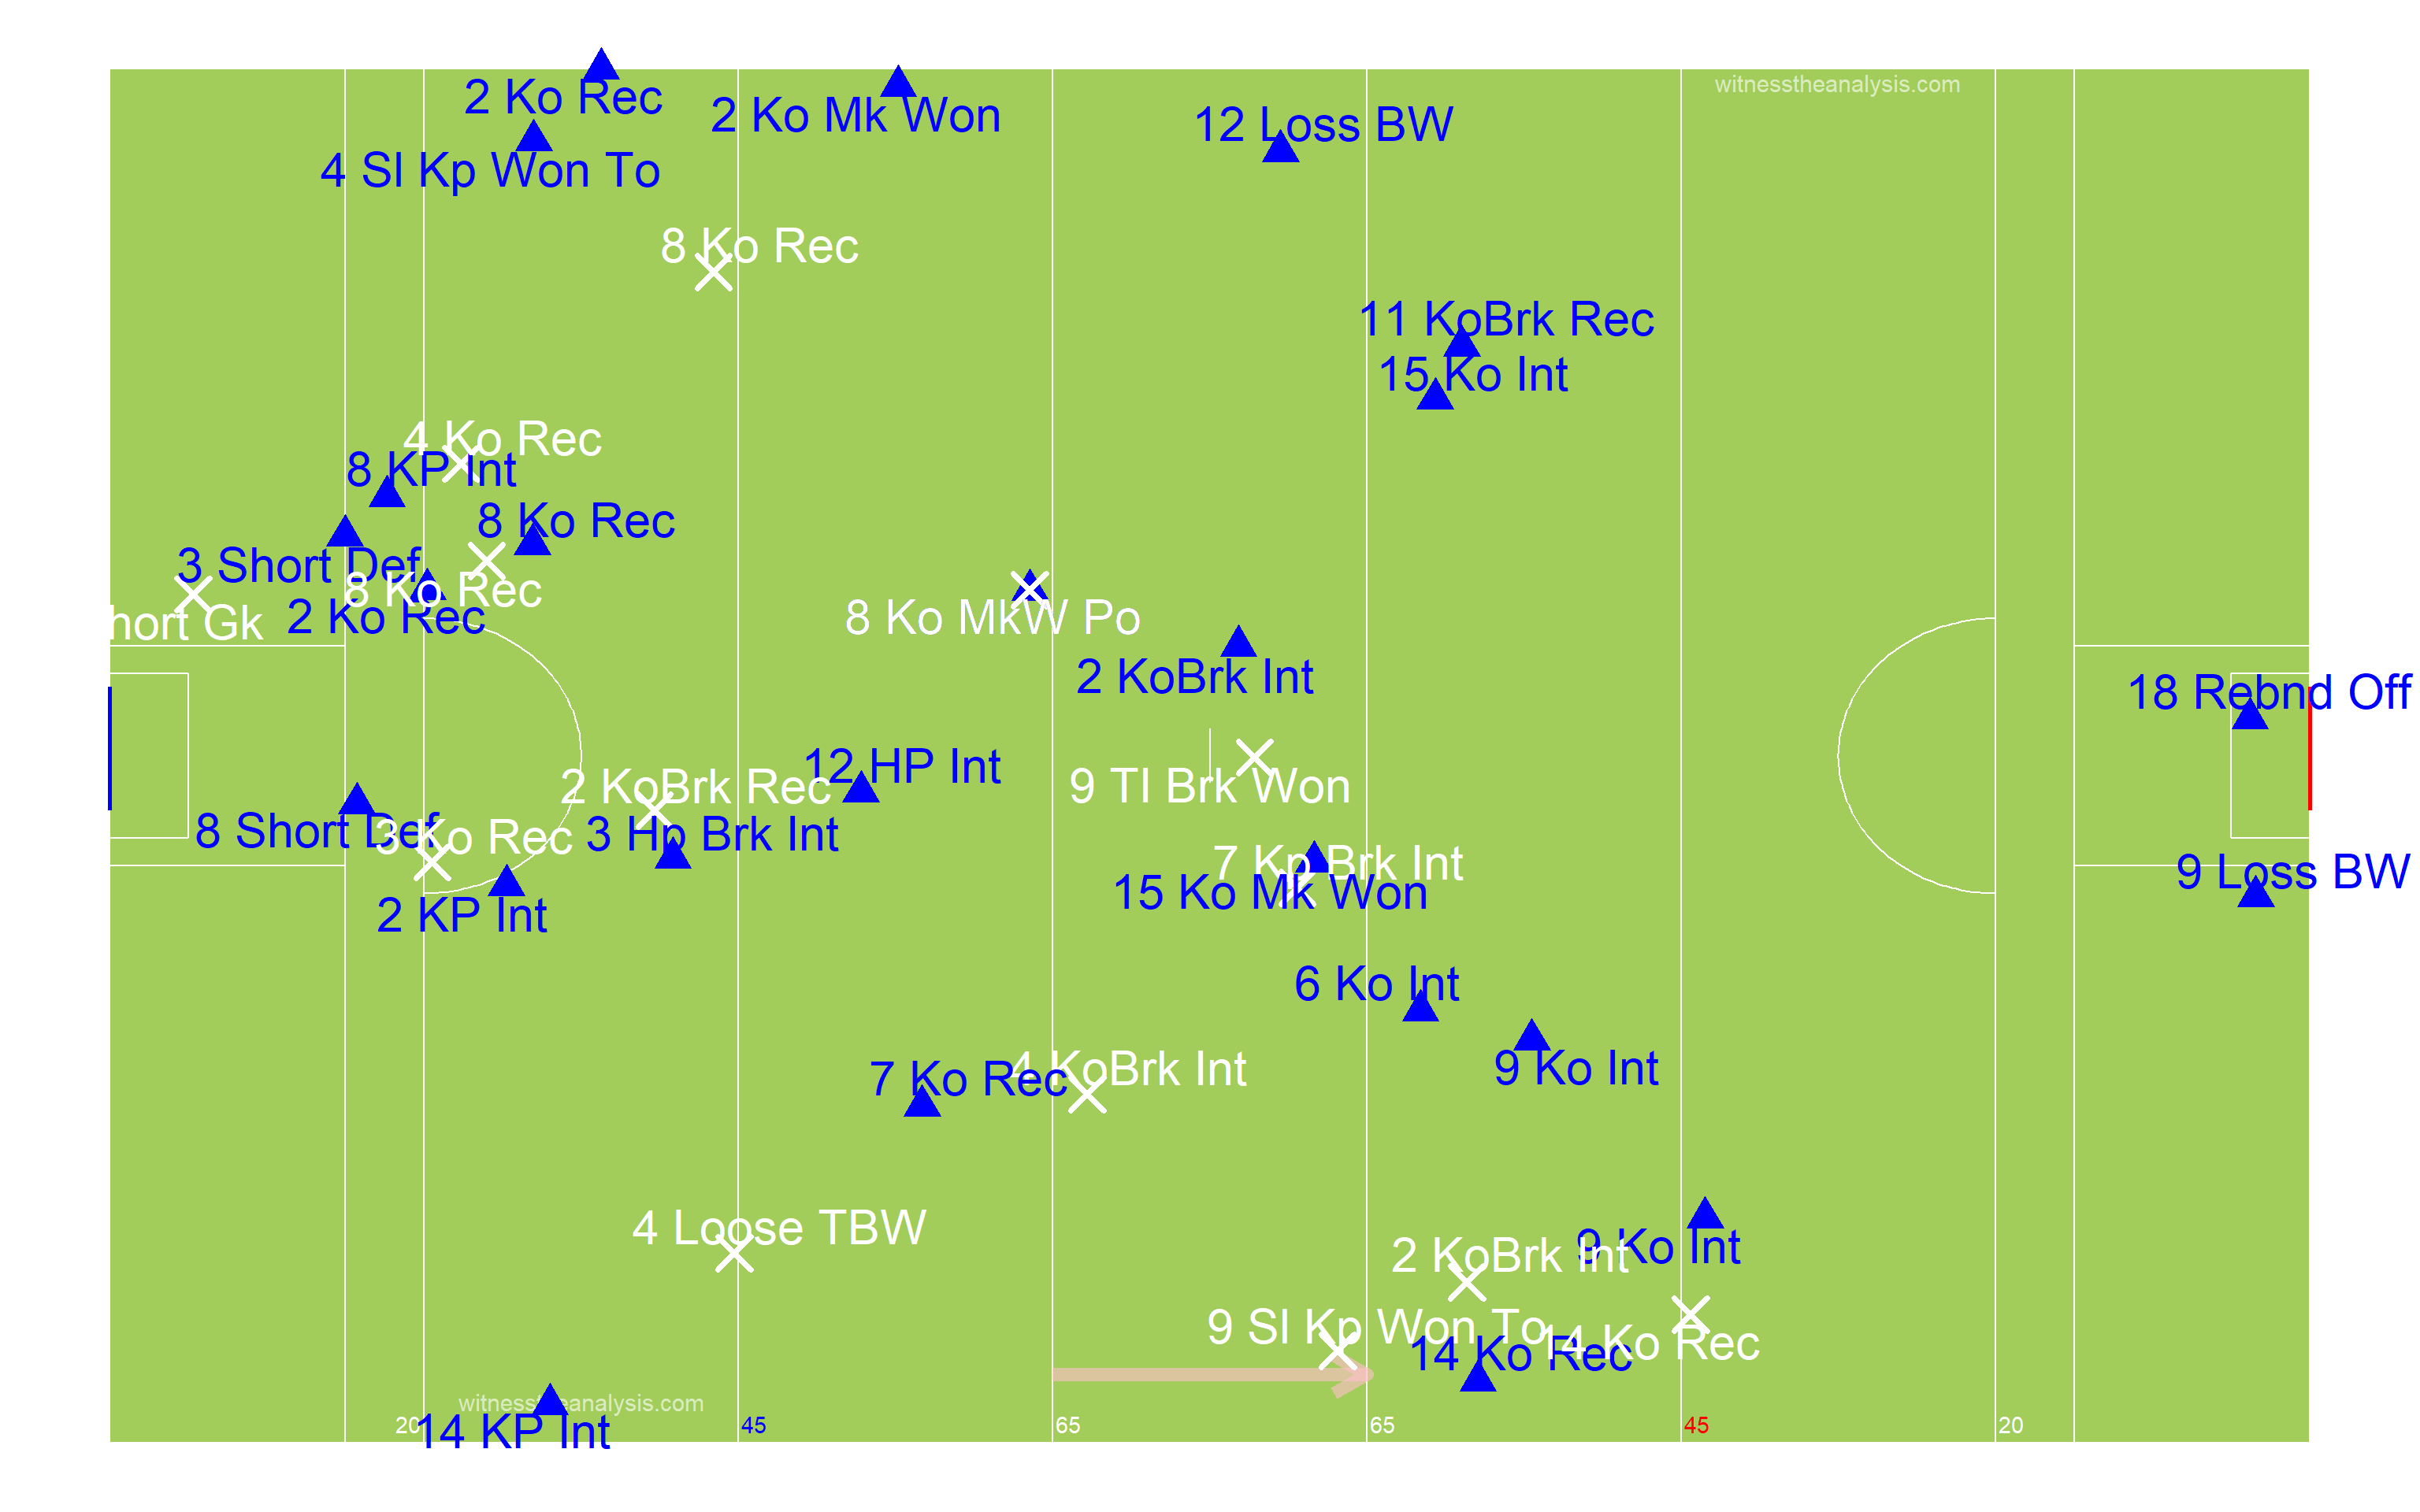 witnesstheanalysis.com
2 Ko Rec
2 Ko Mk Won
12 Loss BW
4 Sl Kp Won To
8 Ko Rec
11 KoBrk Rec
15 Ko Int
4 Ko Rec
8 KP Int
8 Ko Rec
3 Short Def
8 Ko Rec
2 Ko Rec
hort Gk
8 Ko MkW Po
2 KoBrk Int
18 Rebnd Off
12 HP Int
2 KoBrk Rec
9 Tl Brk Won
8 Short Def
3 Ko Rec
3 Hp Brk Int
7 Kp Brk Int
9 Loss BW
15 Ko Mk Won
2 KP Int
6 Ko Int
9 Ko Int
4 KoBrk Int
7 Ko Rec
4 Loose TBW
9 Ko Int
2 KoBrk Int
9 Sl Kp Won To
14 Ko Rec
14 Ko Rec
witnesstheanalysis.com
14 KP Int
20
45
65
65
45
20